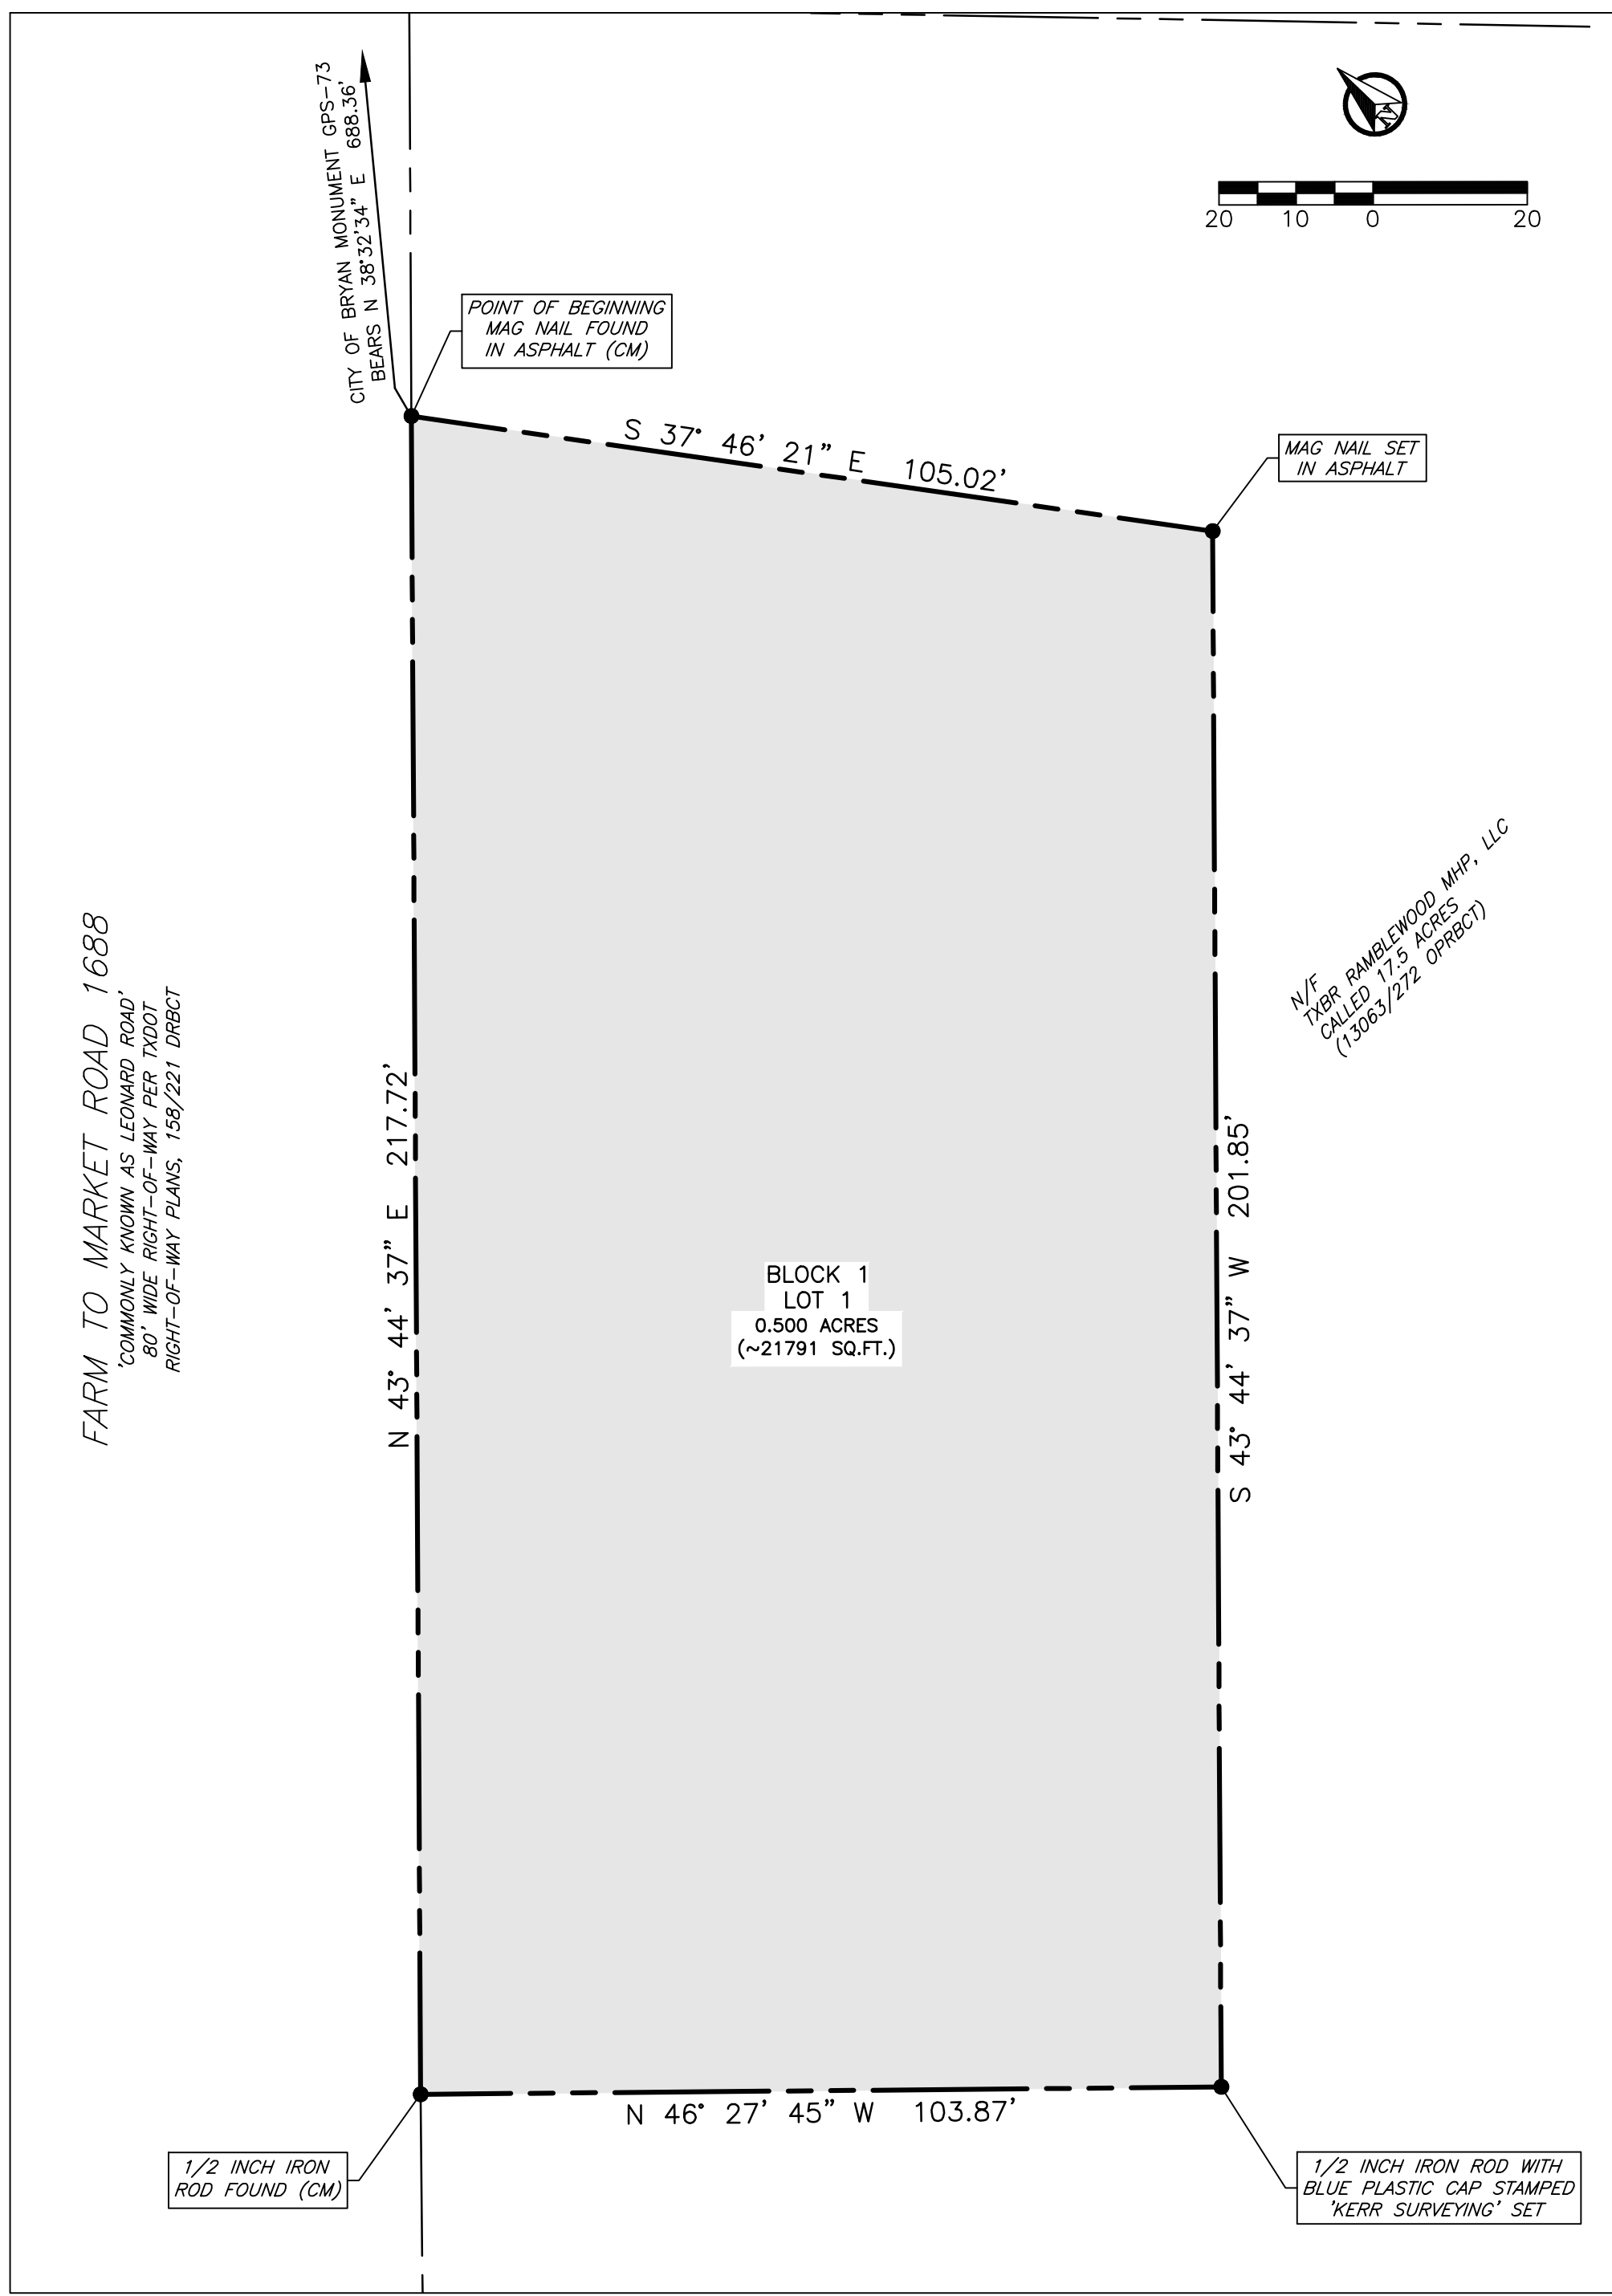 CITY OF BRYAN MONUMENT GPS-73
BEARS N 38°32'34" E 688.36'
N
20 10 0 20
POINT OF BEGINNING
MAG NAIL FOUND
IN ASPHALT (CM)
S 37° 46' 21" E 105.02'
MAG NAIL SET
IN ASPHALT
N/F
TXBR RAMBLEWOOD MHP, LLC
CALLED 17.5 ACRES
(13063/272 OPRBCT)
FARM TO MARKET ROAD 1688
'COMMONLY KNOWN AS LEONARD ROAD'
80' WIDE RIGHT-OF-WAY PER TXDOT
RIGHT-OF-WAY PLANS, 158/221 DRBCT
N 43° 44' 37" E 217.72'
BLOCK 1
LOT 1
0.500 ACRES
(~21791 SQ.FT.)
S 43° 44' 37" W 201.85'
N 46° 27' 45" W 103.87'
1/2 INCH IRON
ROD FOUND (CM)
1/2 INCH IRON ROD WITH
BLUE PLASTIC CAP STAMPED
'KERR SURVEYING' SET